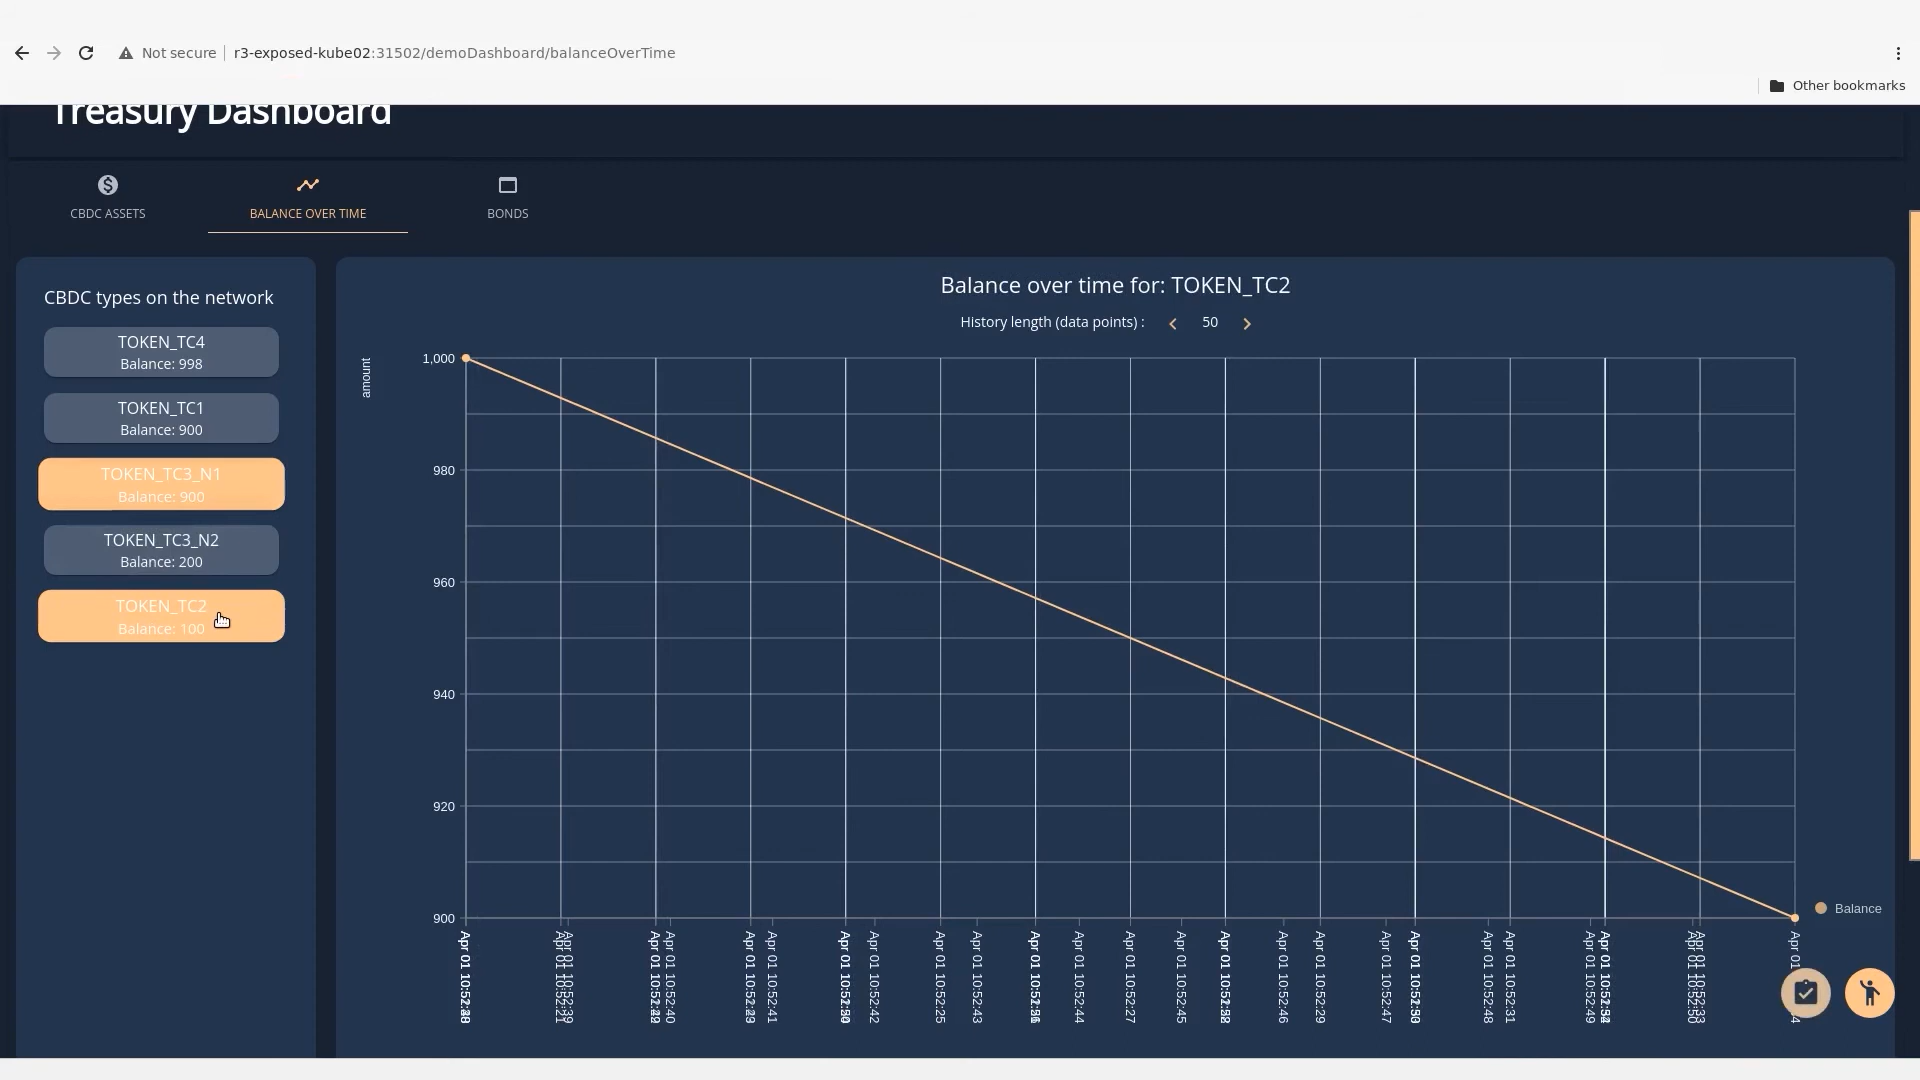 Not secure
r3-exposed-kube02:31502/demoDashboard/balanceOverTime
Other bookmarks
Treasury Dashboard
CBDC ASSETS
BALANCE OVER TIME
BONDS
CBDC types on the network
TOKEN_TC4
Balance: 998
TOKEN_TC1
Balance: 900
TOKEN_TC3_N1
Balance: 900
TOKEN_TC3_N2
Balance: 200
TOKEN_TC2
Balance: 100
Balance over time for: TOKEN_TC2
History length (data points) : 50
amount
1,000
980
960
940
920
900
Balance
Apr 01 10:52:40
Apr 01 10:52:41
Apr 01 10:52:42
Apr 01 10:52:25
Apr 01 10:52:43
Apr 01 10:52:44
Apr 01 10:52:27
Apr 01 10:52:45
Apr 01 10:52:46
Apr 01 10:52:29
Apr 01 10:52:47
Apr 01 10:52:48
Apr 01 10:52:31
Apr 01 10:52:49
Apr 01